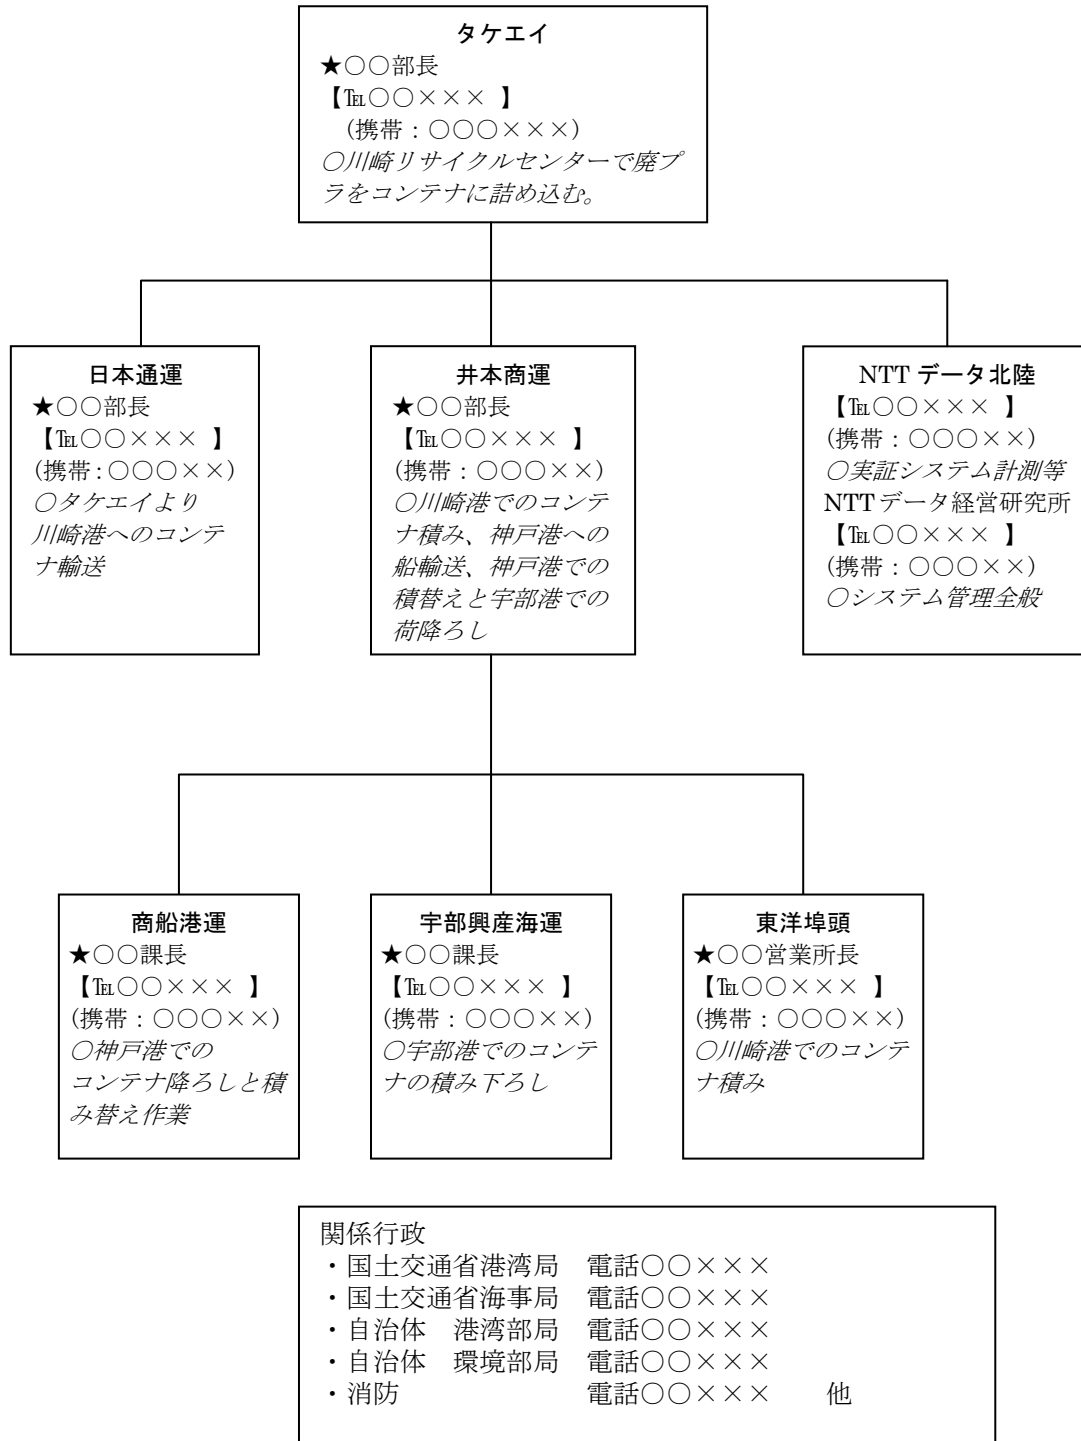 タケエイ
★○○部長
【℡○○××× 】
(携帯：○○○×××)
○川崎リサイクルセンターで廃プ
ラをコンテナに詰め込む。
日本通運
★○○部長
【℡○○××× 】
(携帯：○○○××)
○タケエイより
川崎港へのコンテ
ナ輸送
井本商運
★○○部長
【℡○○××× 】
(携帯：○○○××)
○川崎港でのコンテ
ナ積み、神戸港への
船輸送、神戸港での
積替えと宇部港での
荷降ろし
NTT データ北陸
【℡○○××× 】
(携帯：○○○××)
○実証システム計測等
NTTデータ経営研究所
【℡○○××× 】
(携帯：○○○××)
○システム管理全般
商船港運
★○○課長
【℡○○××× 】
(携帯：○○○××)
○神戸港での
コンテナ降ろしと積
み替え作業
宇部興産海運
★○○課長
【℡○○××× 】
(携帯：○○○××)
○宇部港でのコンテ
ナの積み下ろし
東洋埠頭
★○○営業所長
【℡○○××× 】
(携帯：○○○××)
○川崎港でのコンテ
ナ積み
関係行政
・国土交通省港湾局　電話○○×××
・国土交通省海事局　電話○○×××
・自治体　港湾部局　電話○○×××
・自治体　環境部局　電話○○×××
・消防　　　　　　　電話○○×××　　他